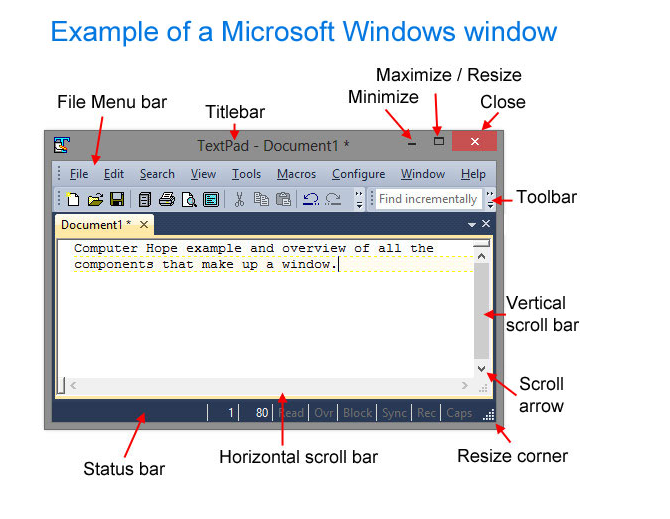 Example of a Microsoft Windows window
Maximize / Resize
File Menu bar
Titlebar
Minimize
Close
TextPad - Document1 *
File Edit Search View Tools Macros Configure Window Help
Find incrementally
Toolbar
Document1 *
Computer Hope example and overview of all the
components that make up a window.
Vertical
scroll bar
Scroll
arrow
1 80 Read Ovr Block Sync Rec Caps
Status bar
Horizontal scroll bar
Resize corner